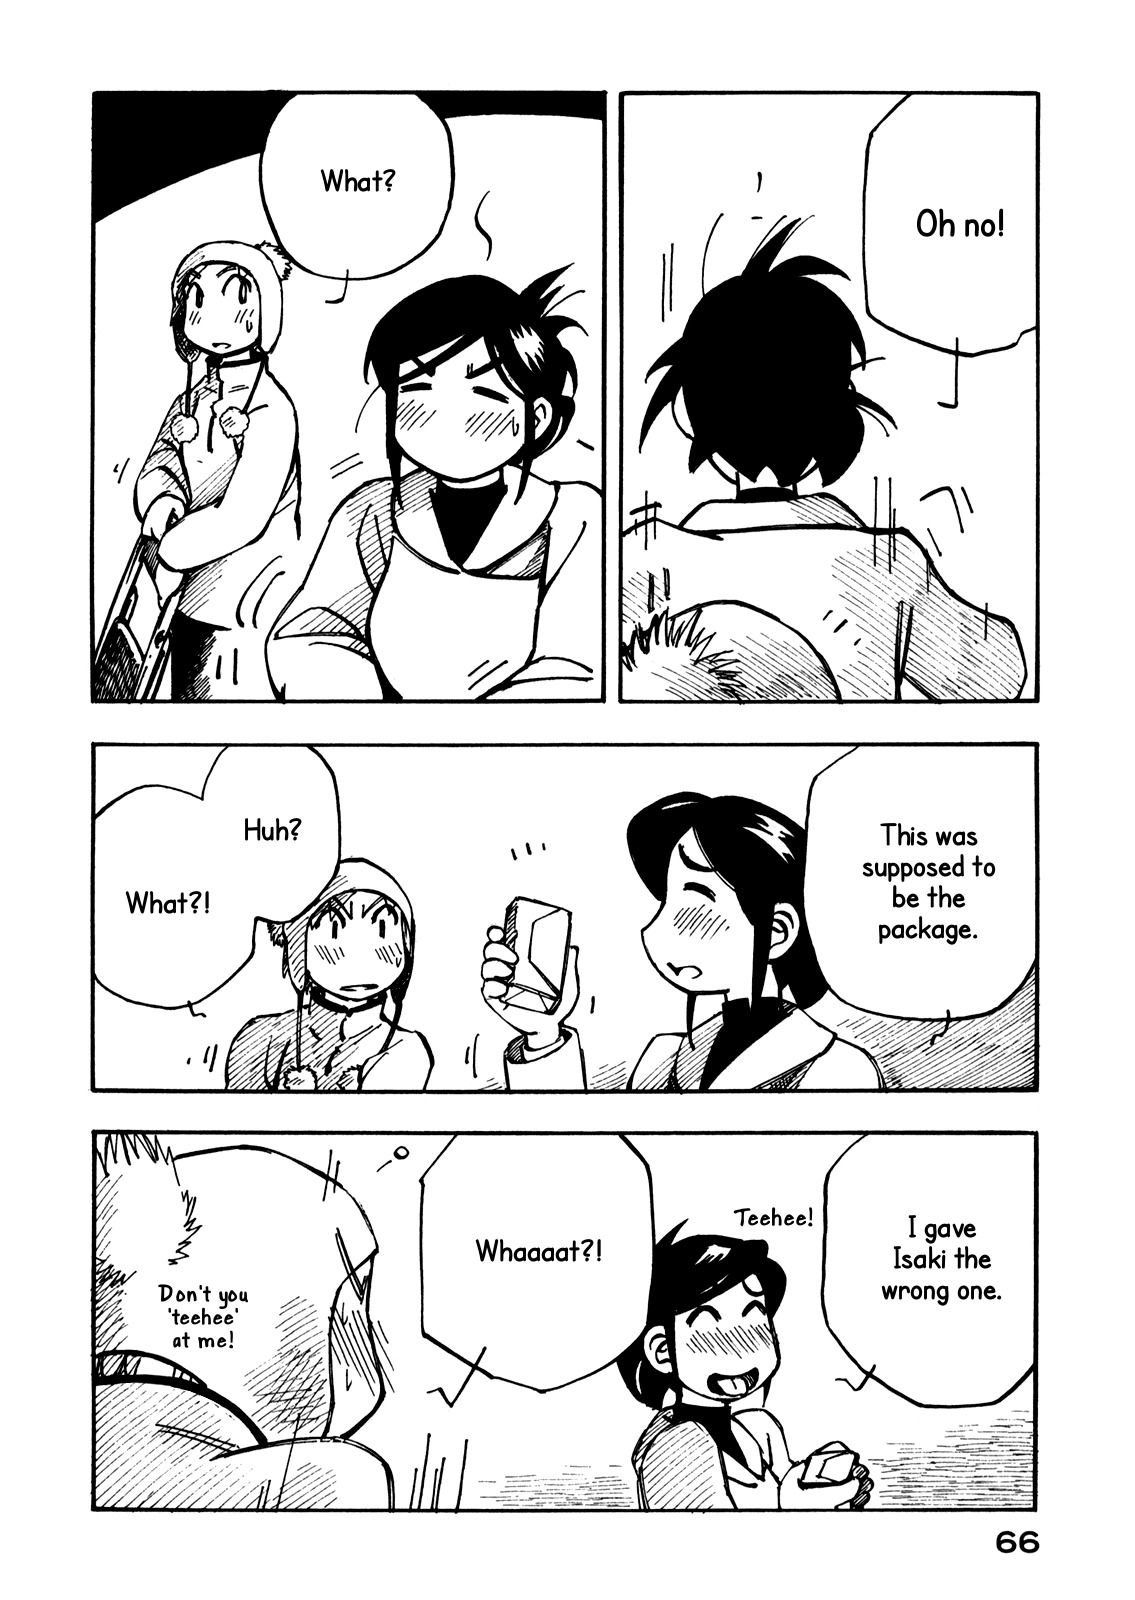 Oh no!
What?
This was
supposed to
be the
package.
Huh?
What?!
I gave
Isaki the
wrong one.
Teehee!
Whaaaat?!
Don't you
'teehee'
at me!
66